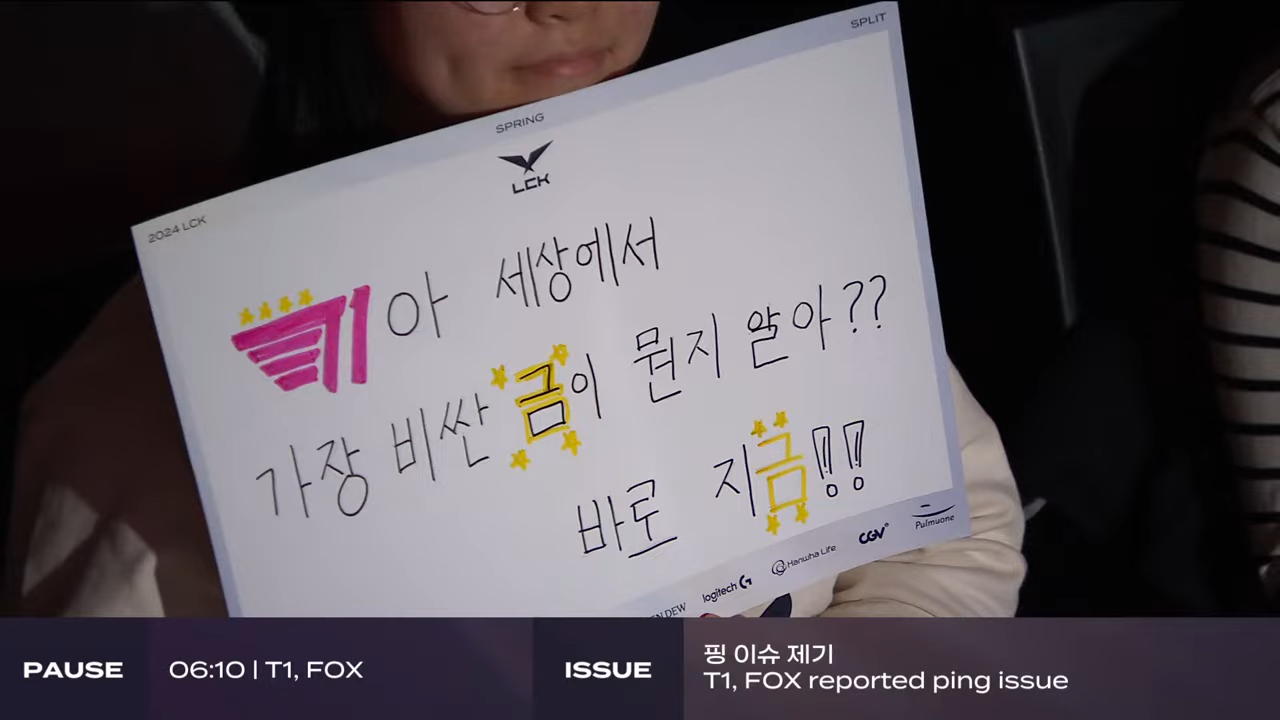 SPLIT
SPRING
2024 LCK
LCK
T1아 세상에서
가장 비싼 금이 뭔지 알아??
바로 지금!!
logitech G
Hanwha Life
CGV
Pulmuone
PAUSE
06:10 | T1, FOX
ISSUE
핑 이슈 제기
T1, FOX reported ping issue